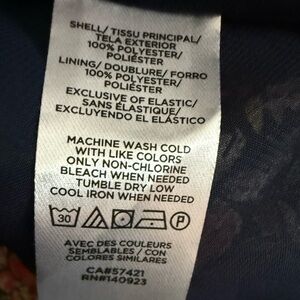 SHELL/ TISSU PRINCIPAL/
TELA EXTERIOR
100% POLYESTER/
POLIÉSTER
LINING/ DOUBLURE/ FORRO
100% POLYESTER/
POLIÉSTER
EXCLUSIVE OF ELASTIC/
SANS ÉLASTIQUE/
EXCLUYENDO EL ELÁSTICO
MACHINE WASH COLD
WITH LIKE COLORS
ONLY NON-CHLORINE
BLEACH WHEN NEEDED
TUMBLE DRY LOW
COOL IRON WHEN NEEDED
30 P
AVEC DES COULEURS
SEMBLABLES / CON
COLORES SIMILARES
CA#57421
RN#140923